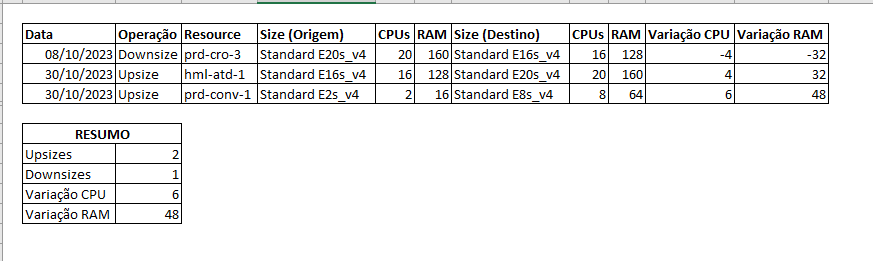 Data Operação Resource Size (Origem) CPUs RAM Size (Destino) CPUs RAM Variação CPU Variação RAM
08/10/2023 Downsize prd-cro-3 Standard E20s_v4 20 160 Standard E16s_v4 16 128 -4 -32
30/10/2023 Upsize hml-atd-1 Standard E16s_v4 16 128 Standard E20s_v4 20 160 4 32
30/10/2023 Upsize prd-conv-1 Standard E2s_v4 2 16 Standard E8s_v4 8 64 6 48
RESUMO
Upsizes 2
Downsizes 1
Variação CPU 6
Variação RAM 48